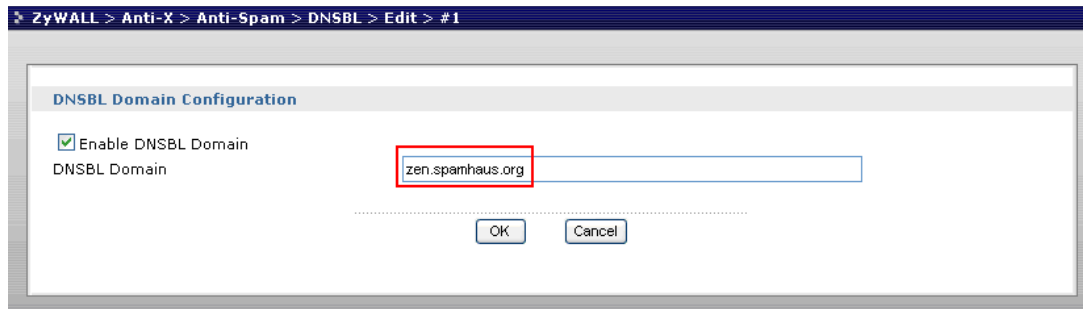 ZyWALL > Anti-X > Anti-Spam > DNSBL > Edit > #1
DNSBL Domain Configuration
Enable DNSBL Domain
DNSBL Domain zen.spamhaus.org
OK Cancel